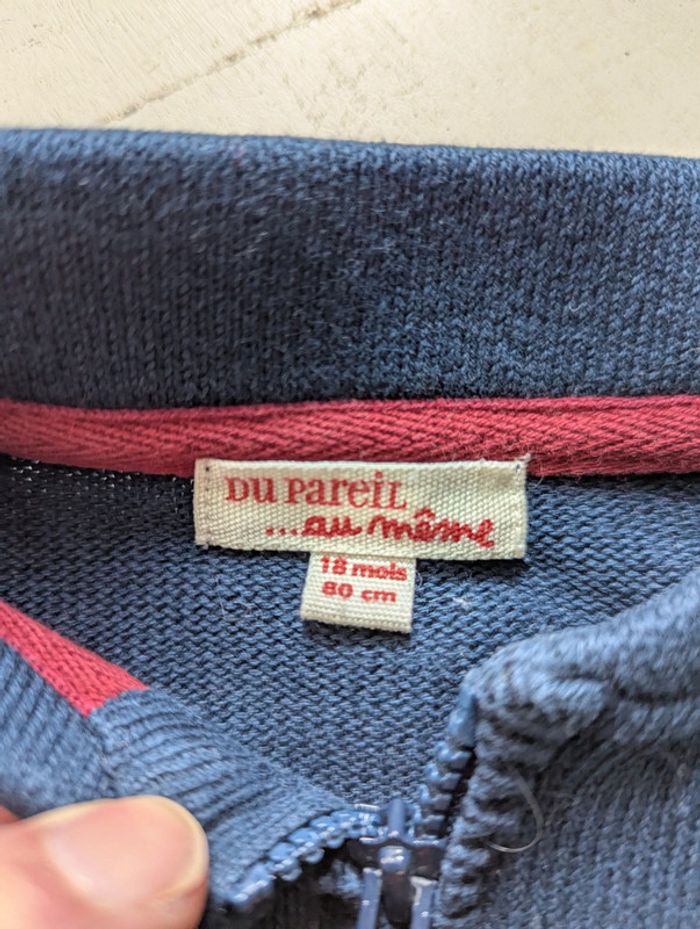 DU PAREIL
...au même
18 mois
80 cm